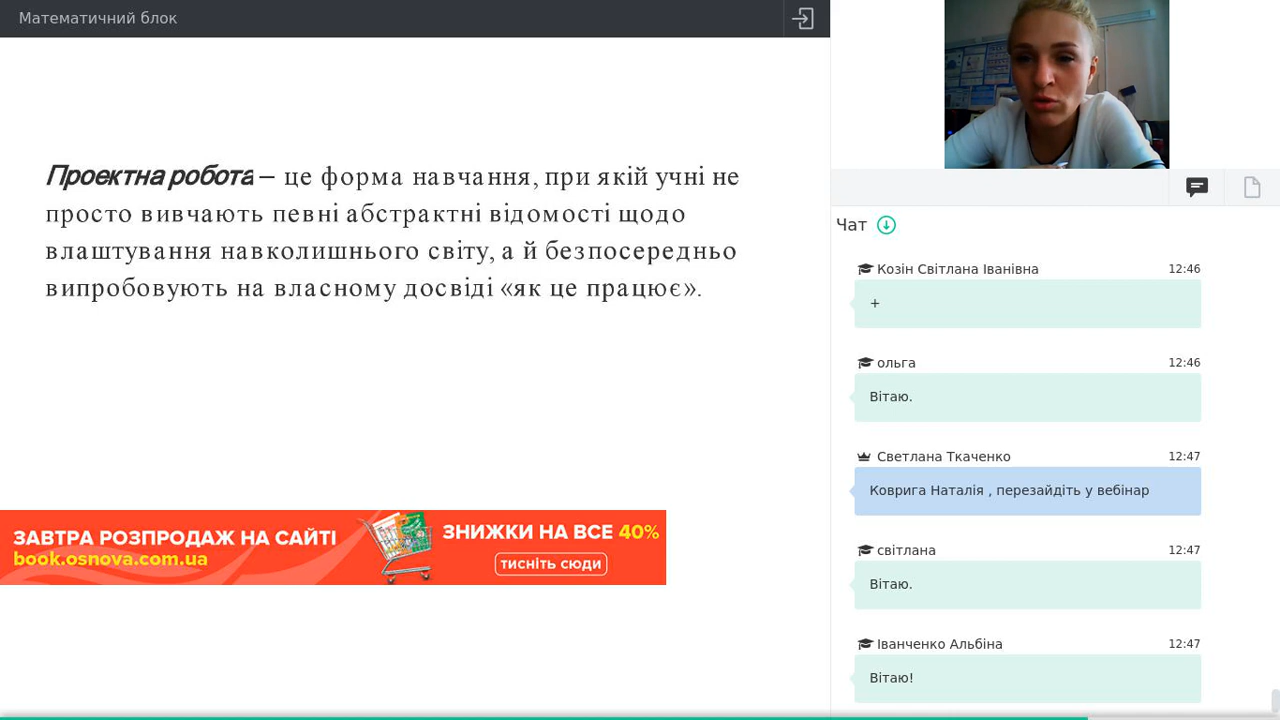 Математичний блок
Проектна робота – це форма навчання, при якій учні не
просто вивчають певні абстрактні відомості щодо
влаштування навколишнього світу, а й безпосередньо
випробовують на власному досвіді «як це працює».
ЗАВТРА РОЗПРОДАЖ НА САЙТІ
book.osnova.com.ua
ЗНИЖКИ НА ВСЕ 40%
тисніть сюди
Чат
Козін Світлана Іванівна 12:46
+
ольга 12:46
Вітаю.
Светлана Ткаченко 12:47
Коврига Наталія , перезайдіть у вебінар
світлана 12:47
Вітаю.
Іванченко Альбіна 12:47
Вітаю!